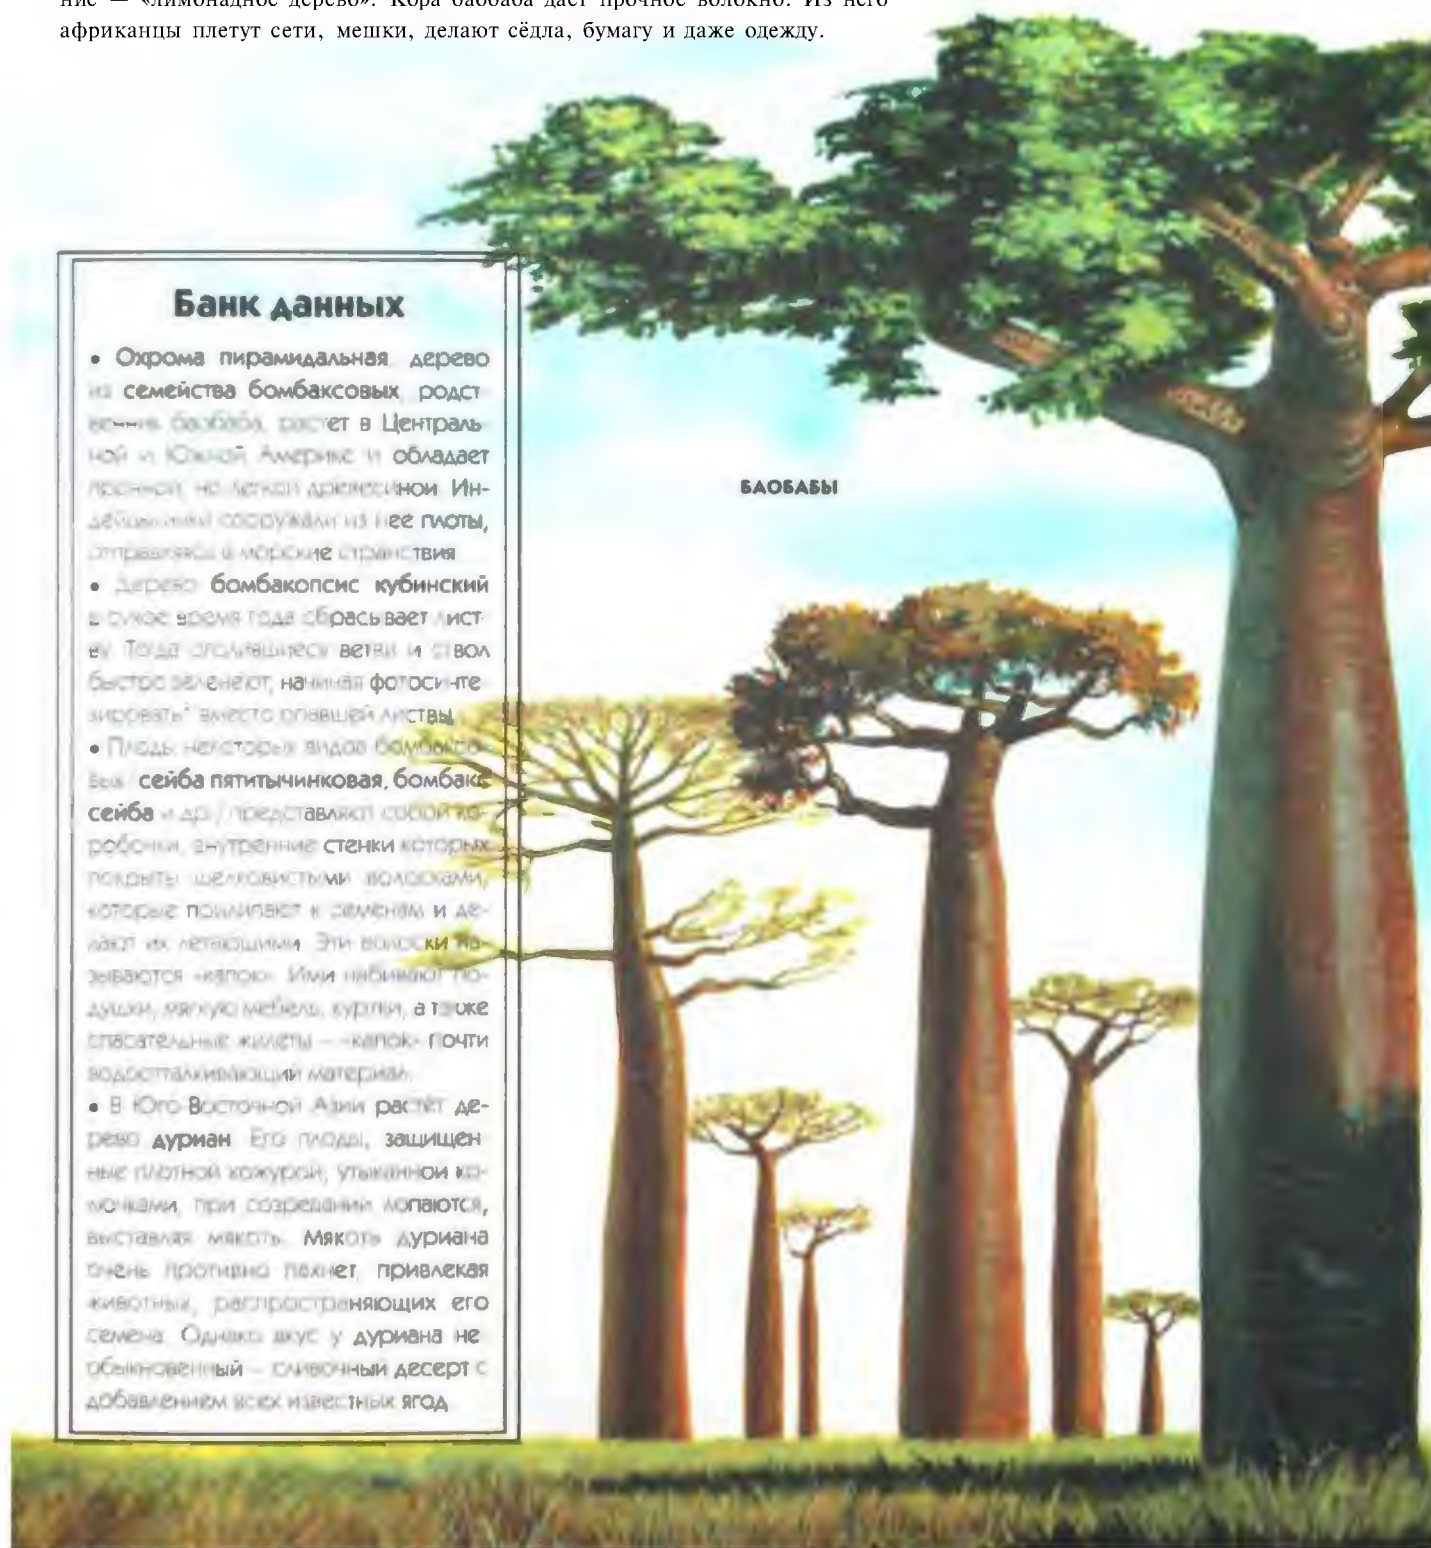 ние — «лимонадное дерево». Кора баобаба даёт прочное волокно. Из него
африканцы плетут сети, мешки, делают сёдла, бумагу и даже одежду.
Банк данных
• Охрома пирамидальная, дерево
из семейства бомбаксовых, родст-
венник баобаба, растет в Централь-
ной и Южной Америке и обладает
прочной, но легкой древесиной. Ин-
дейцы инки сооружали из нее плоты,
отправляясь в морские странствия.
• Дерево бомбакопсис кубинский
в сухое время года сбрасывает лист-
ву. Тогда оголившиеся ветви и ствол
быстро зеленеют, начиная фотосинте-
зировать* вместо опавшей листвы.
• Плоды некоторых видов бомбаксо-
вых (сейба пятитычинковая, бомбакс
сейба и др.) представляют собой ко-
робочки, внутренние стенки которых
покрыты шелковистыми волосками,
которые прилипают к семенам и де-
лают их летающими. Эти волоски на-
зываются «капок». Ими набивают по-
душки, мягкую мебель, куртки, а также
спасательные жилеты — «капок» почти
водоотталкивающий материал.
• В Юго-Восточной Азии растёт де-
рево дуриан. Его плоды, защищен-
ные плотной кожурой, утыканной ко-
лючками, при созревании лопаются,
выставляя мякоть. Мякоть дуриана
очень противно пахнет, привлекая
животных, распространяющих его
семена. Однако вкус у дуриана не-
обыкновенный — сливочный десерт с
добавлением всех известных ягод.
БАОБАБЫ